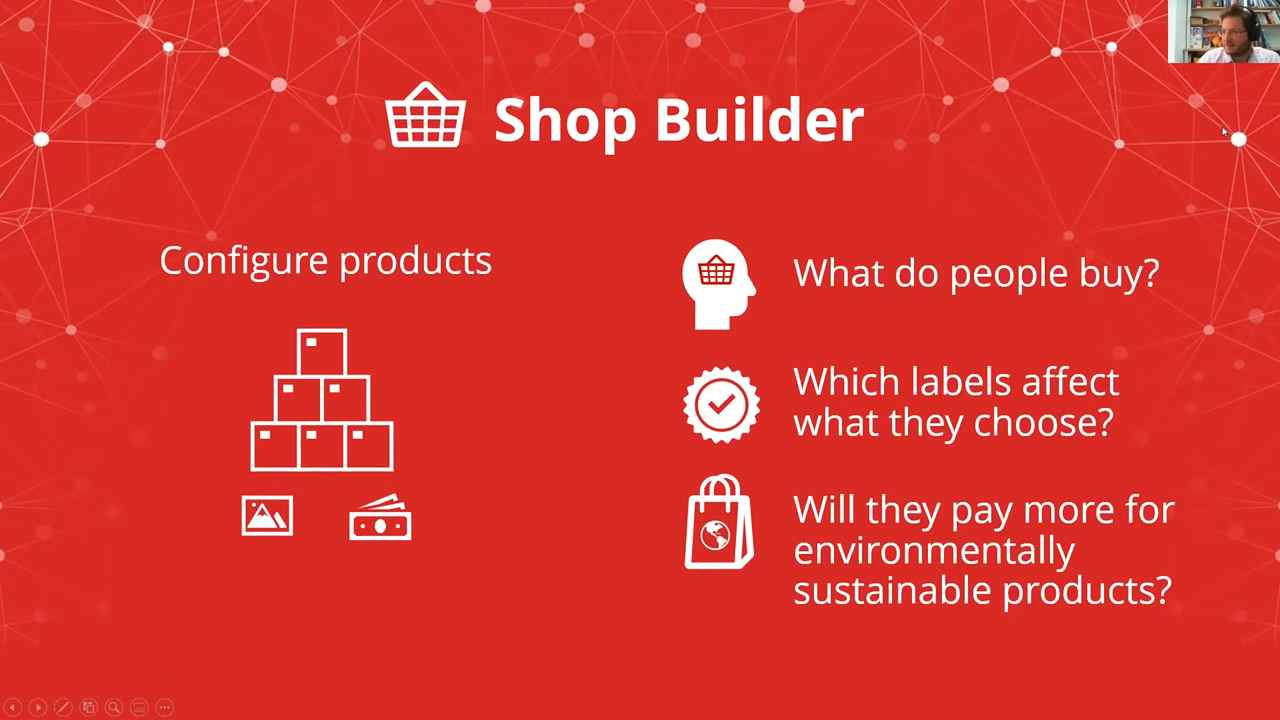 Shop Builder
Configure products
What do people buy?
Which labels affect
what they choose?
Will they pay more for
environmentally
sustainable products?